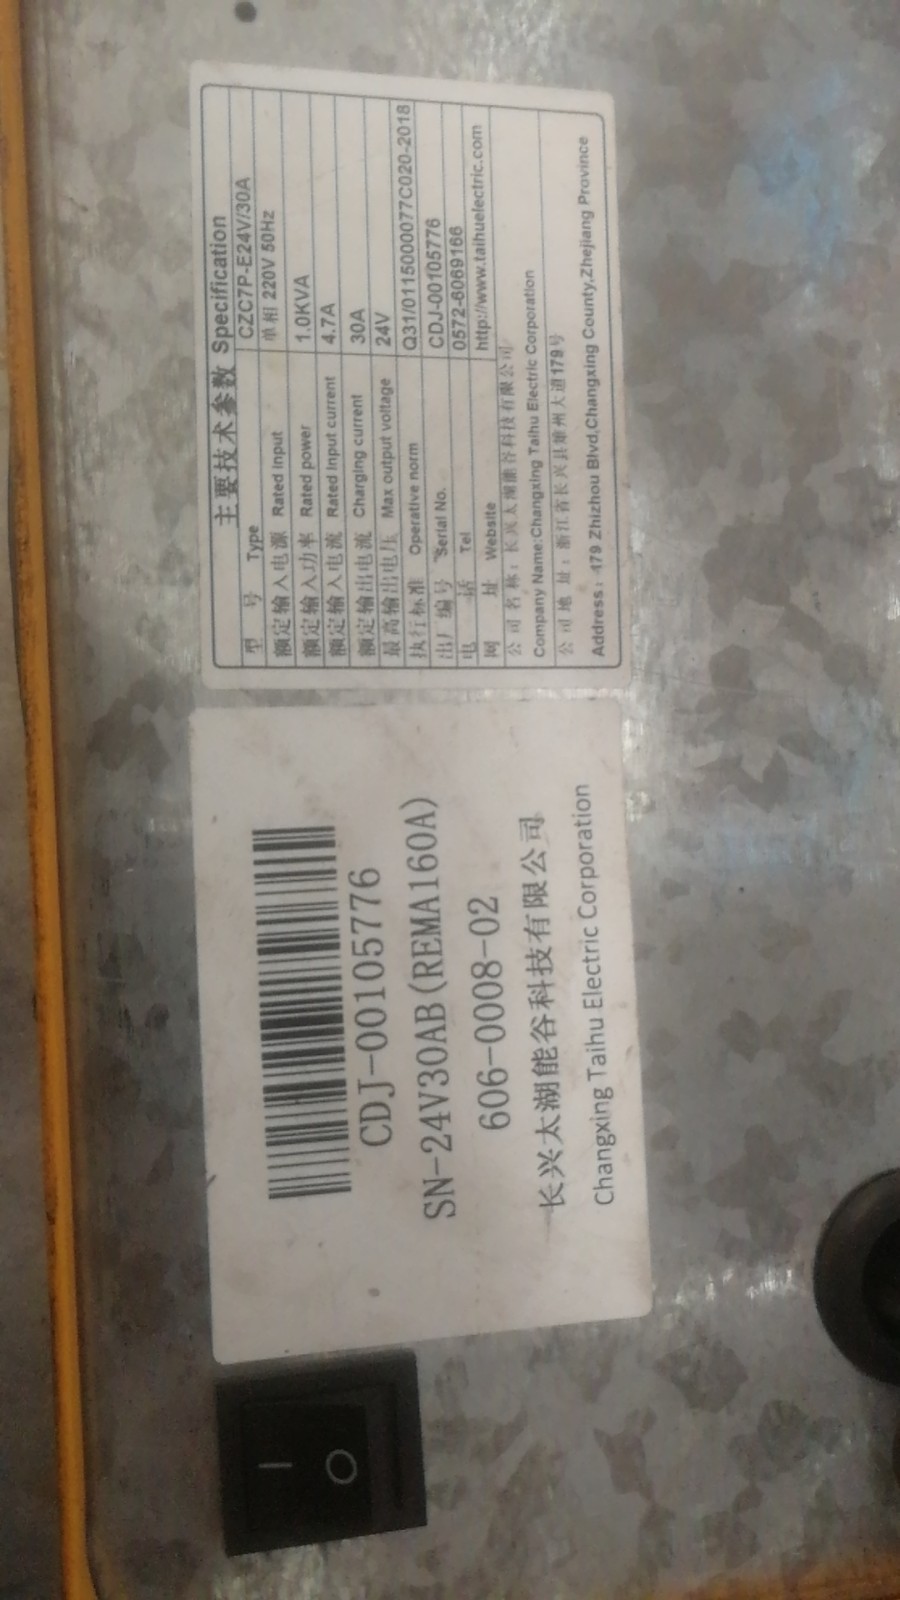 主要技术参数 Specification
型 号 Type CZC7P-E24V/30A
额定输入电源 Rated input 单相 220V 50Hz
额定输入功率 Rated power 1.0KVA
额定输入电流 Rated input current 4.7A
额定输出电流 Charging current 30A
最高输出电压 Max output voltage 24V
执行标准 Operative norm Q31/0115000077C020-2018
出厂编号 Serial No. CDJ-00105776
电 话 Tel 0572-6069166
网 址 Website http://www.taihuelectric.com
公 司 名 称：长兴太湖能谷科技有限公司
Company Name:Changxing Taihu Electric Corporation
公 司 地 址：浙江省长兴县雉州大道179号
Address: 179 Zhizhou Blvd,Changxing County,Zhejiang Province
CDJ-00105776
SN-24V30AB(REMA160A)
606-0008-02
长兴太湖能谷科技有限公司
Changxing Taihu Electric Corporation